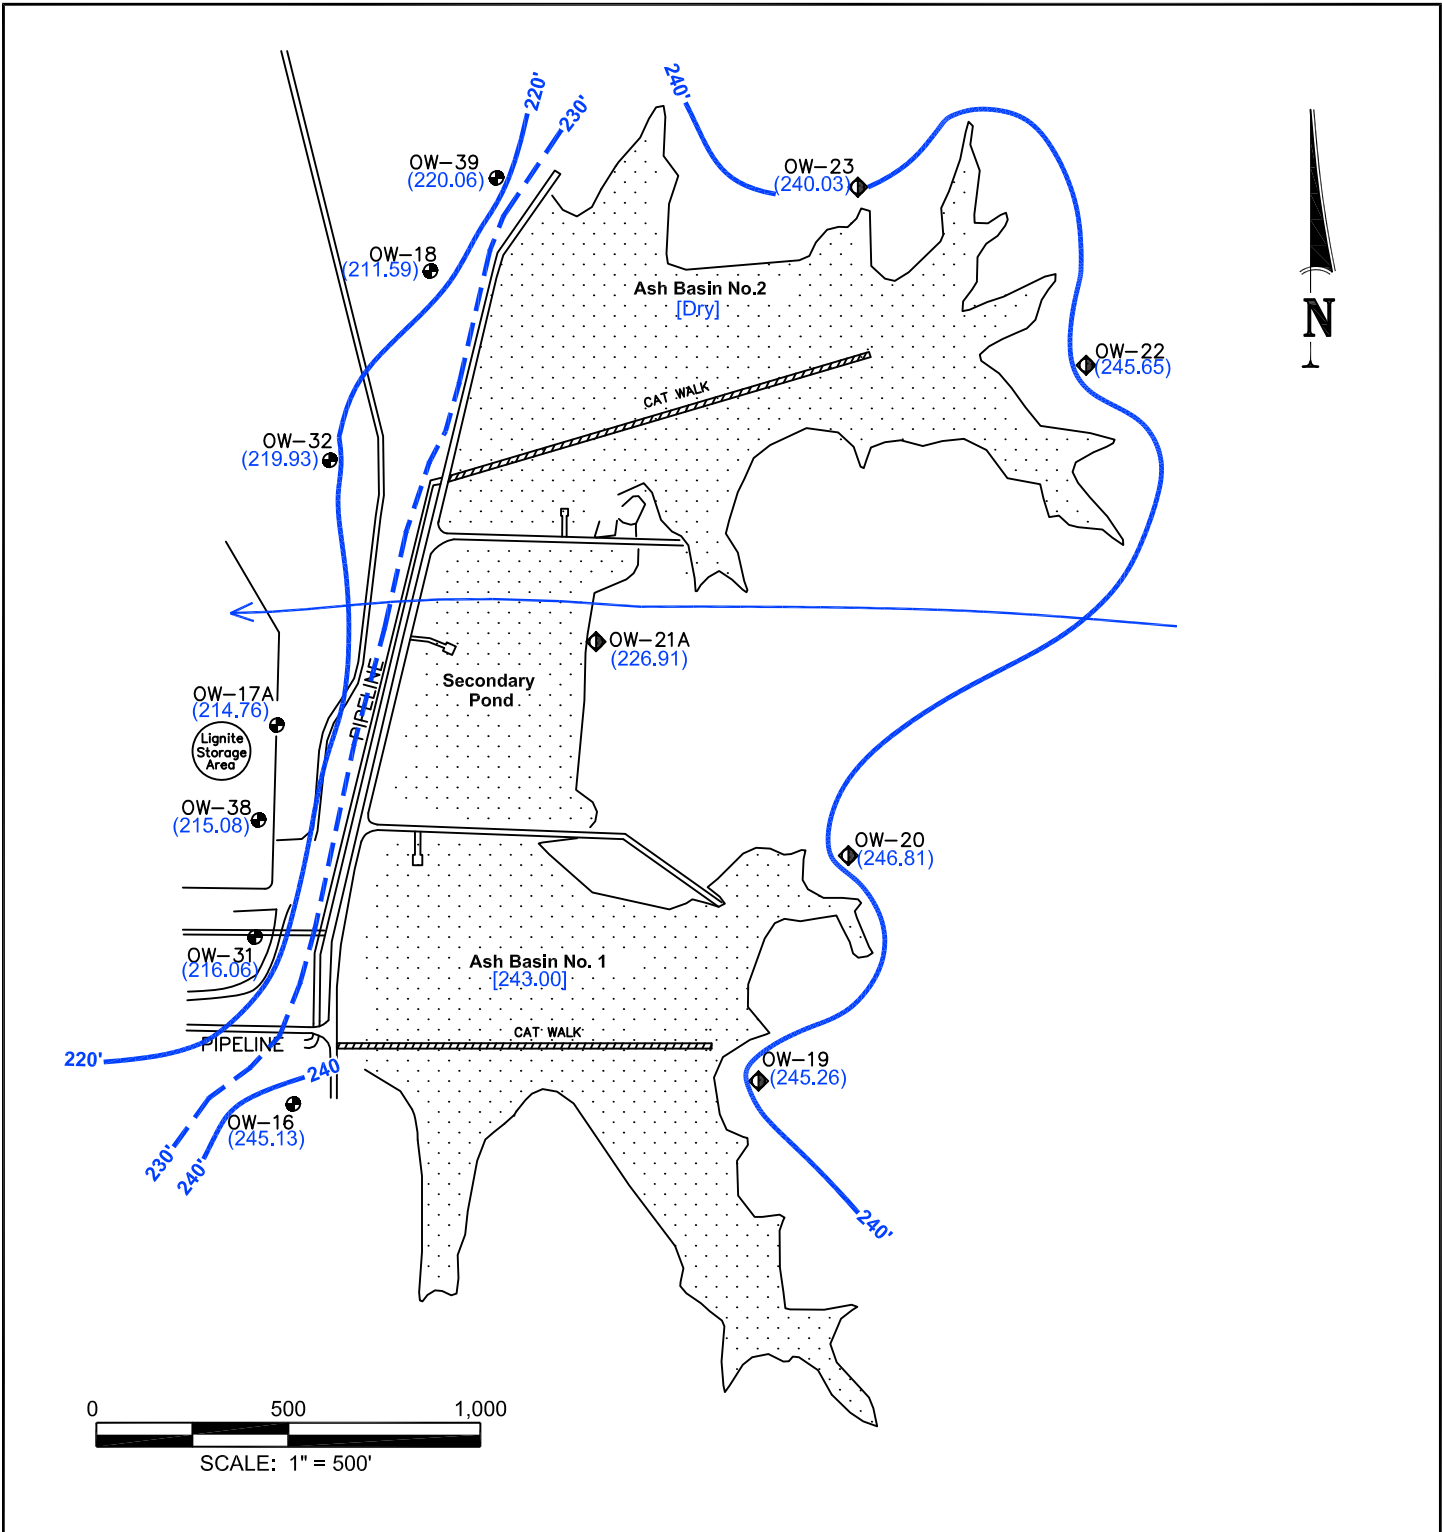 240'
220'
230'
OW-39
(220.06)
OW-23
(240.03)
OW-18
(211.59)
Ash Basin No.2
[Dry]
N
OW-22
(245.65)
CAT WALK
OW-32
(219.93)
OW-21A
(226.91)
Secondary
Pond
PIPELINE
OW-17A
(214.76)
Lignite
Storage
Area
OW-38
(215.08)
OW-20
(246.81)
OW-31
(216.06)
Ash Basin No. 1
[243.00]
CAT WALK
PIPELINE
220'
240
OW-19
(245.26)
OW-16
(245.13)
230'
240'
240'
0 500 1,000
SCALE: 1" = 500'